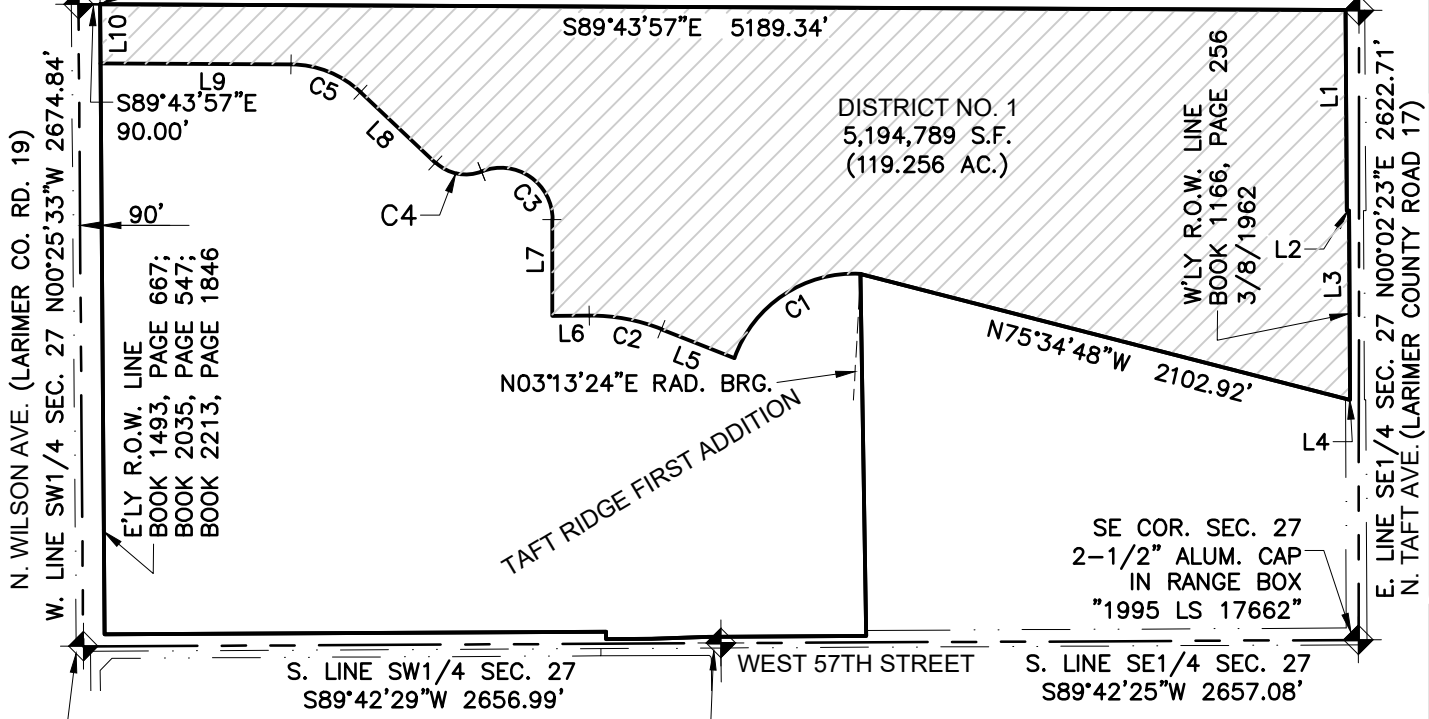 S89°43'57"E 5189.34'
L10
L9
S89°43'57"E
90.00'
C5
L8
C4
C3
L7
L6
C2
L5
C1
90'
DISTRICT NO. 1
5,194,789 S.F.
(119.256 AC.)
W'LY R.O.W. LINE
BOOK 1166, PAGE 256
3/8/1962
L1
L2
L3
L4
N75°34'48"W 2102.92'
N03°13'24"E RAD. BRG.
TAFT RIDGE FIRST ADDITION
E'LY R.O.W. LINE
BOOK 1493, PAGE 667;
BOOK 2035, PAGE 547;
BOOK 2213, PAGE 1846
N. WILSON AVE. (LARIMER CO. RD. 19)
W. LINE SW1/4 SEC. 27 N00°25'33"W 2674.84'
E. LINE SE1/4 SEC. 27 N00°02'23"E 2622.71'
N. TAFT AVE. (LARIMER COUNTY ROAD 17)
SE COR. SEC. 27
2-1/2" ALUM. CAP
IN RANGE BOX
"1995 LS 17662"
WEST 57TH STREET
S. LINE SW1/4 SEC. 27
S89°42'29"W 2656.99'
S. LINE SE1/4 SEC. 27
S89°42'25"W 2657.08'